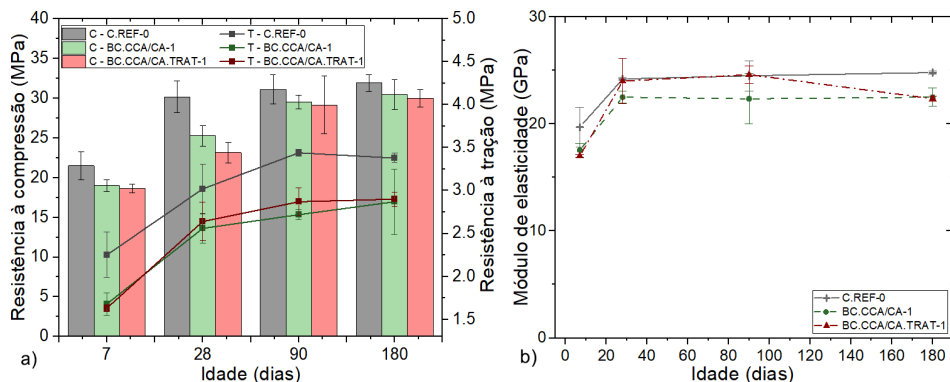 a)
Resistência à compressão (MPa)
40
35
30
25
20
15
10
5
0
C - C.REF-0
C - BC.CCA/CA-1
C - BC.CCA/CA.TRAT-1
T - C.REF-0
T - BC.CCA/CA-1
T - BC.CCA/CA.TRAT-1
5.0
4.5
4.0
3.5
3.0
2.5
2.0
1.5
Resistência à tração (MPa)
7 28 90 180
Idade (dias)
b)
Módulo de elasticidade (GPa)
30
20
10
0
C.REF-0
BC.CCA/CA-1
BC.CCA/CA.TRAT-1
0 20 40 60 80 100 120 140 160 180
Idade (dias)